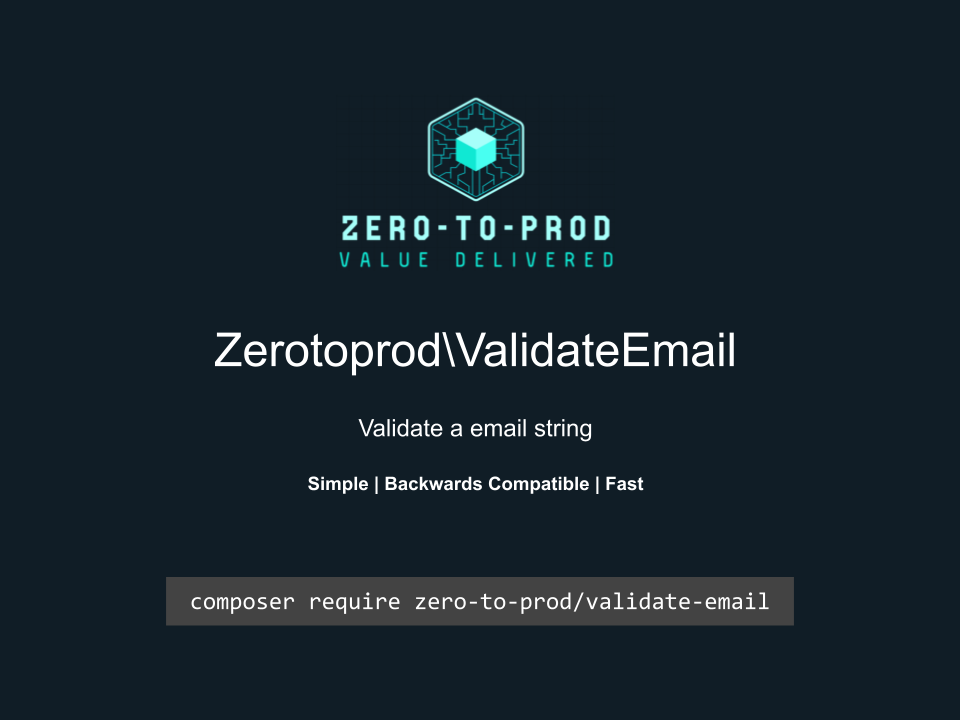 ZERO-TO-PROD
VALUE DELIVERED
Zerotoprod\ValidateEmail
Validate a email string
Simple | Backwards Compatible | Fast
composer require zero-to-prod/validate-email